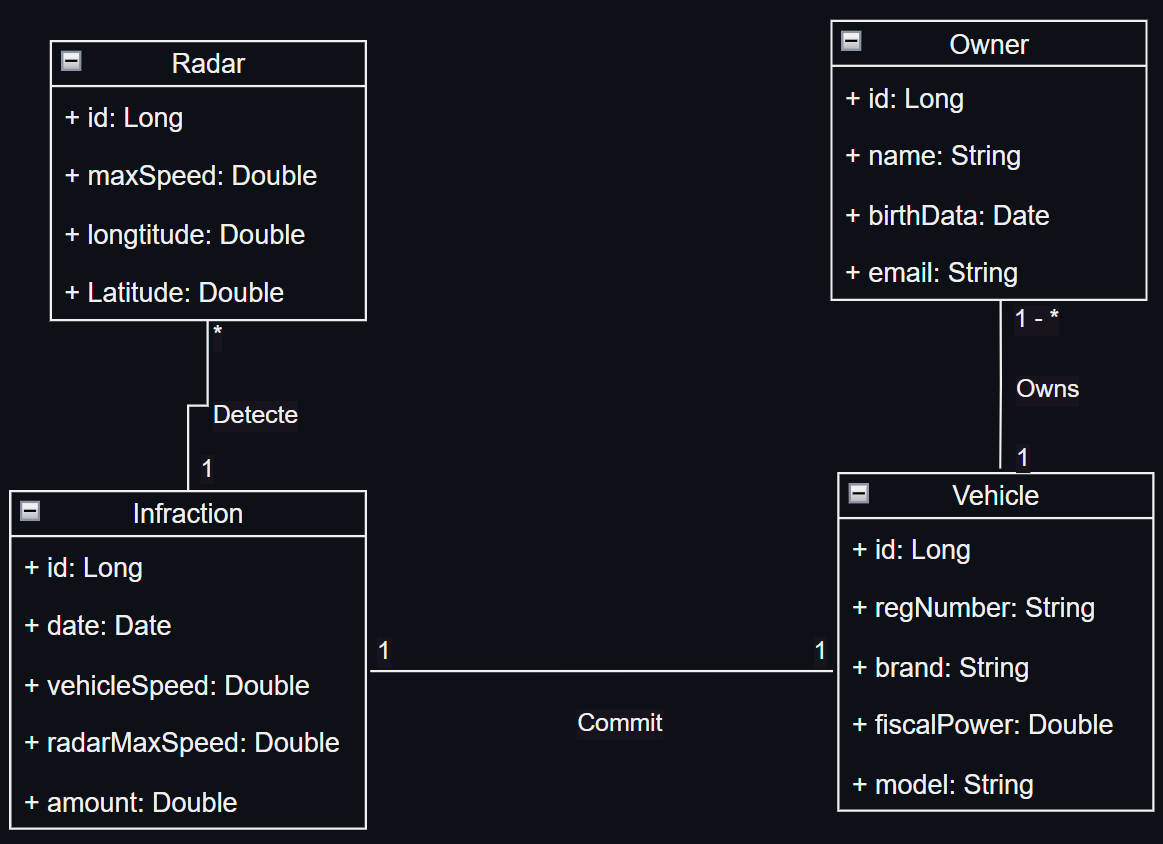 Radar
+ id: Long
+ maxSpeed: Double
+ longtitude: Double
+ Latitude: Double
Owner
+ id: Long
+ name: String
+ birthData: Date
+ email: String
*
Detecte
1
1 - *
Owns
1
Infraction
+ id: Long
+ date: Date
+ vehicleSpeed: Double
+ radarMaxSpeed: Double
+ amount: Double
1
Commit
1
Vehicle
+ id: Long
+ regNumber: String
+ brand: String
+ fiscalPower: Double
+ model: String